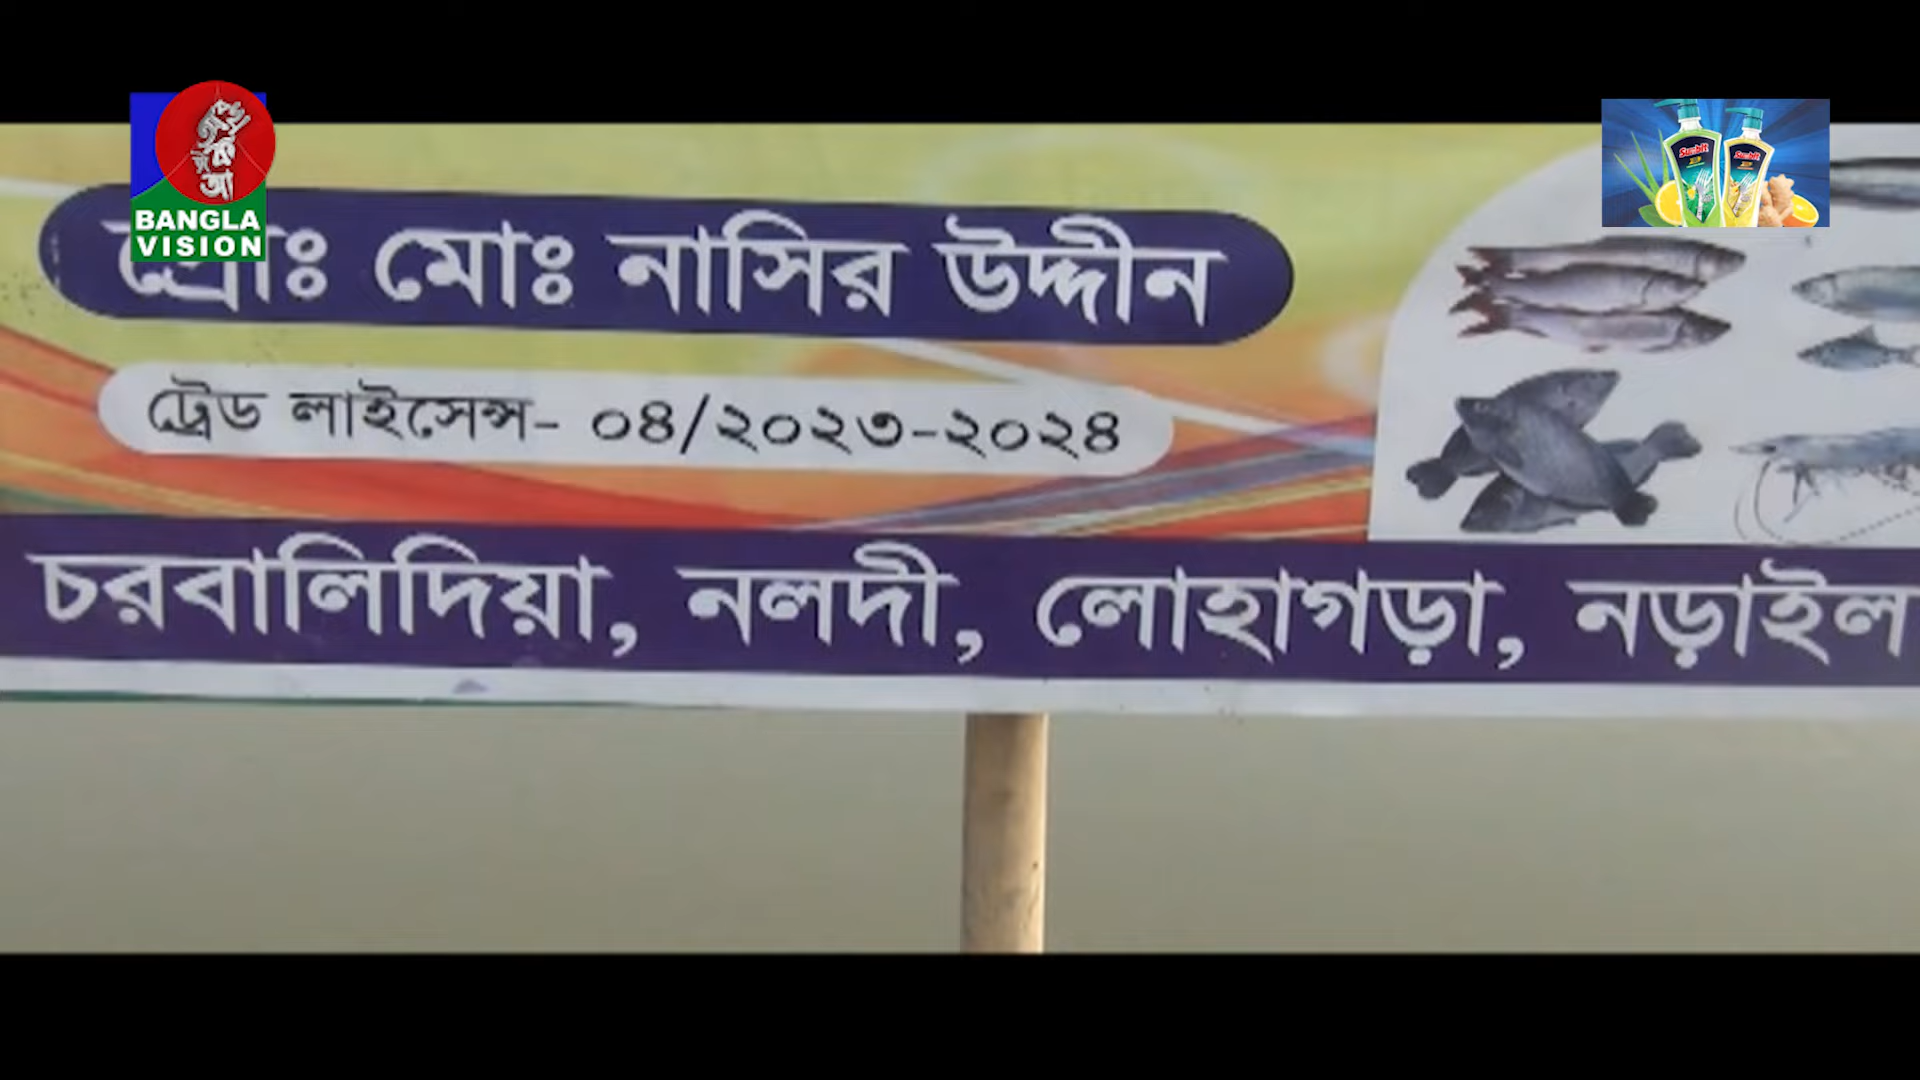 BANGLA
VISION
প্রোঃ মোঃ নাসির উদ্দীন
ট্রেড লাইসেন্স- ০৪/২০২৩-২০২৪
চরবালিদিয়া, নলদী, লোহাগড়া, নড়াইল